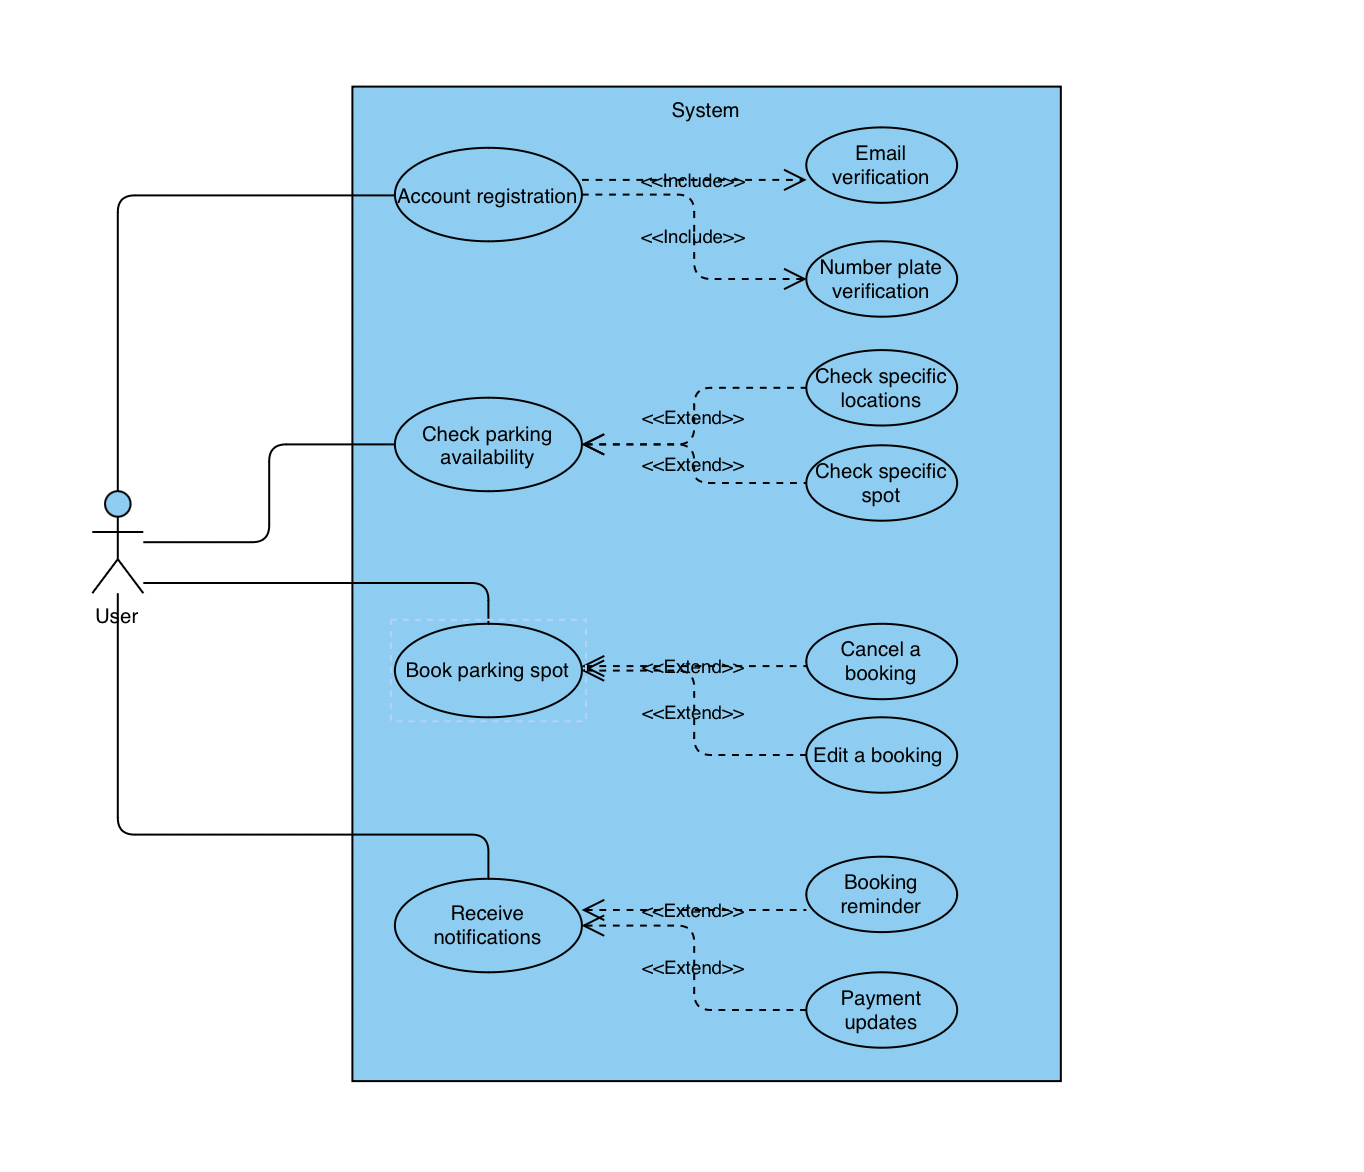 System
Account registration
<<Include>>
<<Include>>
Email
verification
Number plate
verification
Check parking
availability
<<Extend>>
<<Extend>>
Check specific
locations
Check specific
spot
User
Book parking spot
<<Extend>>
<<Extend>>
Cancel a
booking
Edit a booking
Receive
notifications
<<Extend>>
<<Extend>>
Booking
reminder
Payment
updates